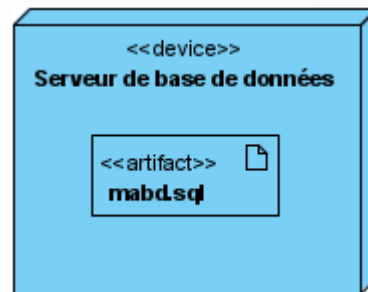 <<device>>
Serveur de base de données
<<artifact>>
mabd.sql